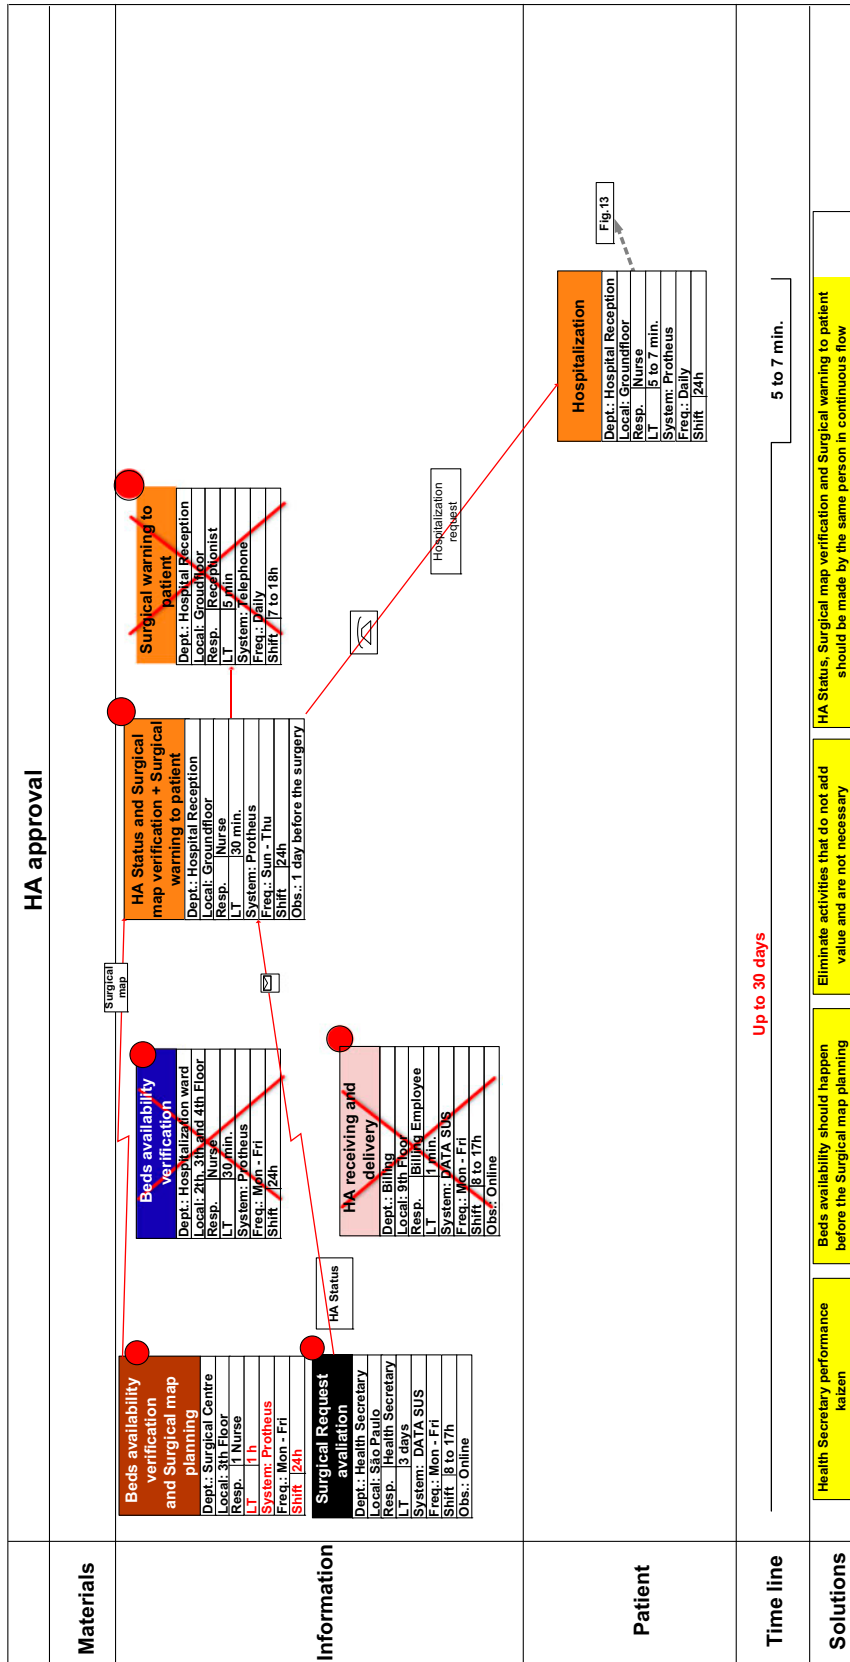 HA approval
Materials
Information
Patient
Time line
Solutions
Beds availability
verification
and Surgical map
planning
Dept.: Surgical Centre
Local: 3th Floor
Resp. 1 Nurse
LT 1 h
System: Protheus
Freq.: Mon - Fri
Shift 24h
Surgical Request
avaliation
Dept.: Health Secretary
Local: São Paulo
Resp. Health Secretary
LT 3 days
System: DATA SUS
Freq.: Mon - Fri
Shift 8 to 17h
Obs.: Online
HA Status
Beds availability
verification
Dept.: Hospitalization ward
Local: 2th, 3th and 4th Floor
Resp. Nurse
LT 30 min.
System: Protheus
Freq.: Mon - Fri
Shift 24h
HA receiving and
delivery
Dept.: Billing
Local: 9th Floor
Resp. Billing Employee
LT 1 min.
System: DATA SUS
Freq.: Mon - Fri
Shift 8 to 17h
Obs.: Online
Surgical
map
HA Status and Surgical
map verification + Surgical
warning to patient
Dept.: Hospital Reception
Local: Groundfloor
Resp. Nurse
LT 30 min.
System: Protheus
Freq.: Sun - Thu
Shift 24h
Obs.: 1 day before the surgery
Surgical warning to
patient
Dept.: Hospital Reception
Local: Groundfloor
Resp. Receptionist
LT 5 min
System: Telephone
Freq.: Daily
Shift 7 to 18h
Hospitalization
request
Hospitalization
Dept.: Hospital Reception
Local: Groundfloor
Resp. Nurse
LT 5 to 7 min.
System: Protheus
Freq.: Daily
Shift 24h
Fig.13
Up to 30 days
5 to 7 min.
Health Secretary performance
kaizen
Beds availability should happen
before the Surgical map planning
Eliminate activities that do not add
value and are not necessary
HA Status, Surgical map verification and Surgical warning to patient
should be made by the same person in continuous flow